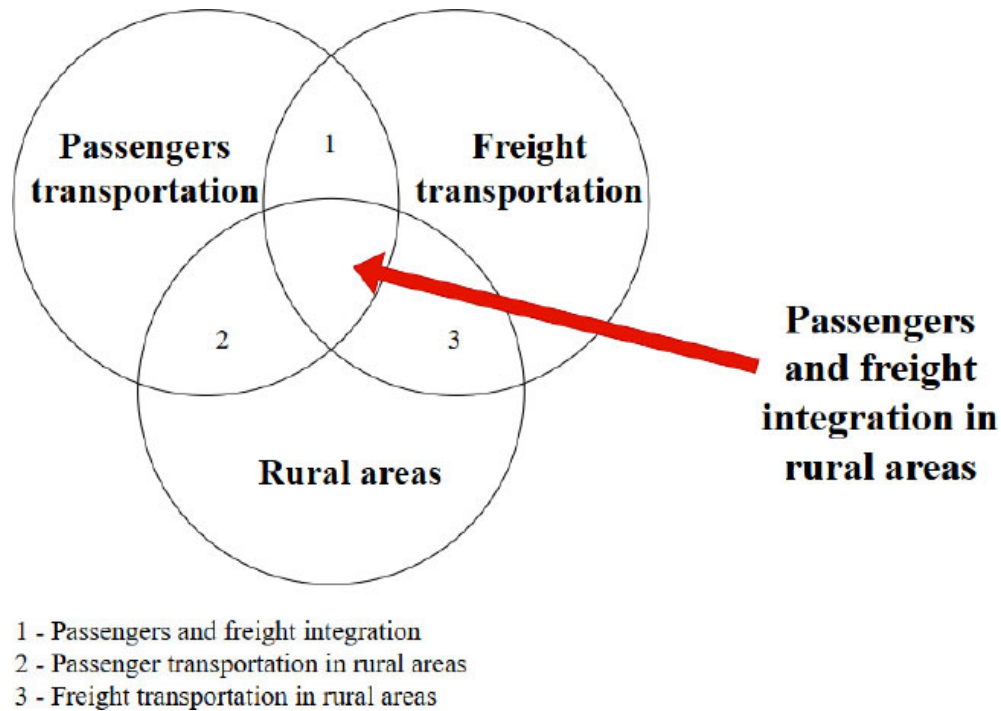 Passengers
transportation
1
Freight
transportation
2
3
Passengers
and freight
integration in
rural areas
Rural areas
1 - Passengers and freight integration
2 - Passenger transportation in rural areas
3 - Freight transportation in rural areas